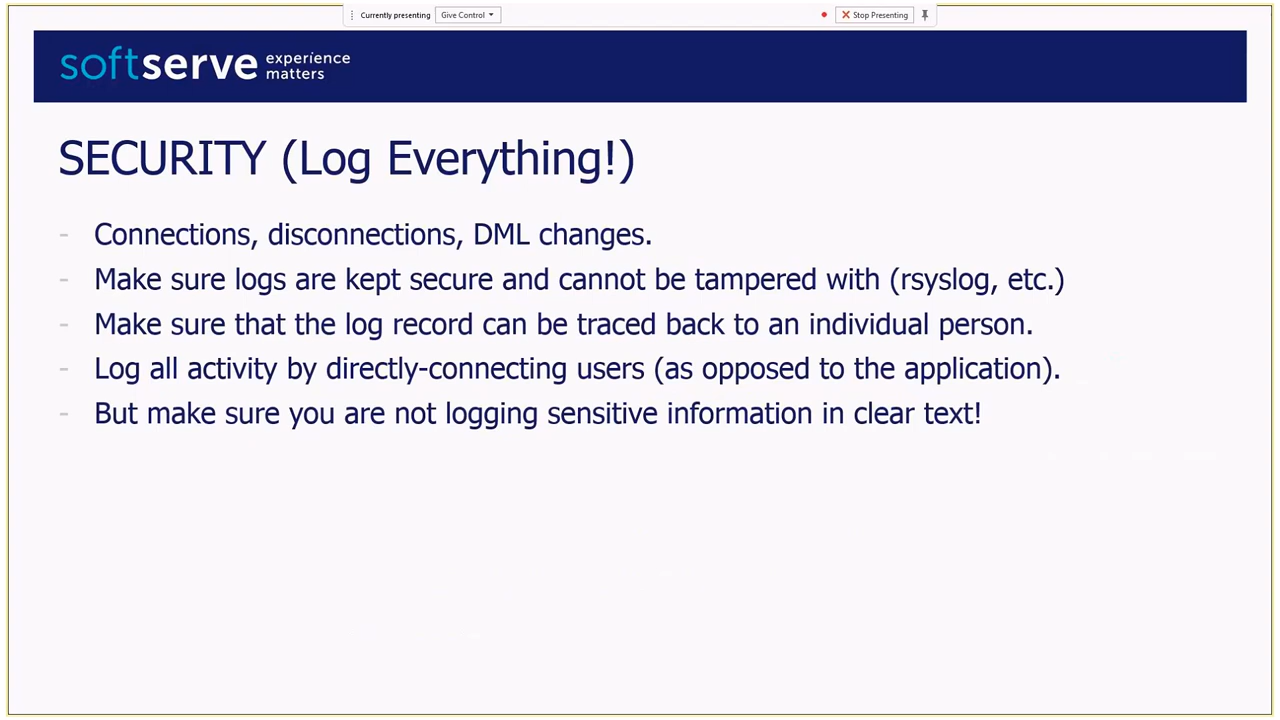 Currently presenting Give Control Stop Presenting
softserve experience matters
SECURITY (Log Everything!)
- Connections, disconnections, DML changes.
- Make sure logs are kept secure and cannot be tampered with (rsyslog, etc.)
- Make sure that the log record can be traced back to an individual person.
- Log all activity by directly-connecting users (as opposed to the application).
- But make sure you are not logging sensitive information in clear text!